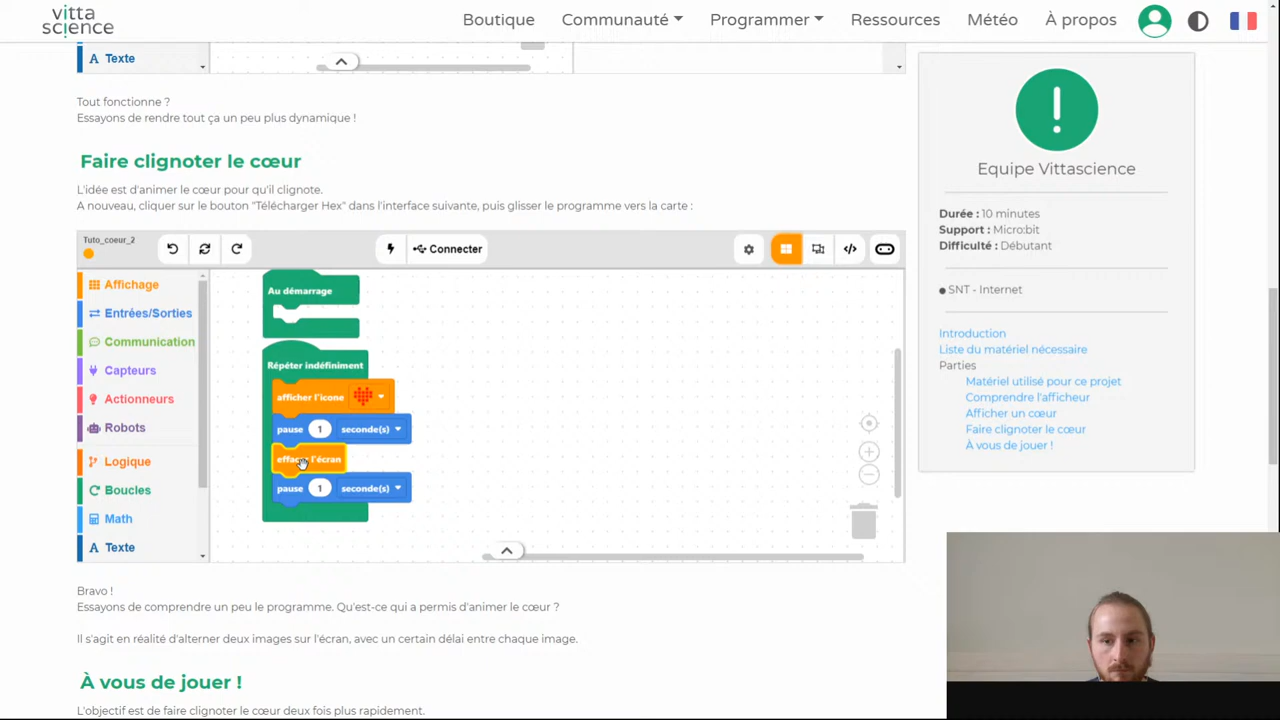 vitta
science
Boutique
Communauté
Programmer
Ressources
Météo
À propos
Texte
Tout fonctionne ?
Essayons de rendre tout ça un peu plus dynamique !
Faire clignoter le cœur
L'idée est d'animer le cœur pour qu'il clignote.
A nouveau, cliquer sur le bouton "Télécharger Hex" dans l'interface suivante, puis glisser le programme vers la carte :
Tuto_coeur_2
Connecter
Affichage
Entrées/Sorties
Communication
Capteurs
Actionneurs
Robots
Logique
Boucles
Math
Texte
Au démarrage
Répéter indéfiniment
afficher l'icone
pause 1 seconde(s)
l'écran
pause 1 seconde(s)
Bravo !
Essayons de comprendre un peu le programme. Qu'est-ce qui a permis d'animer le cœur ?
Il s'agit en réalité d'alterner deux images sur l'écran, avec un certain délai entre chaque image.
À vous de jouer !
L'objectif est de faire clignoter le cœur deux fois plus rapidement.
Equipe Vittascience
Durée : 10 minutes
Support : Micro:bit
Difficulté : Débutant
SNT - Internet
Introduction
Liste du matériel nécessaire
Parties
Matériel utilisé pour ce projet
Comprendre l'afficheur
Afficher un cœur
Faire clignoter le cœur
À vous de jouer !